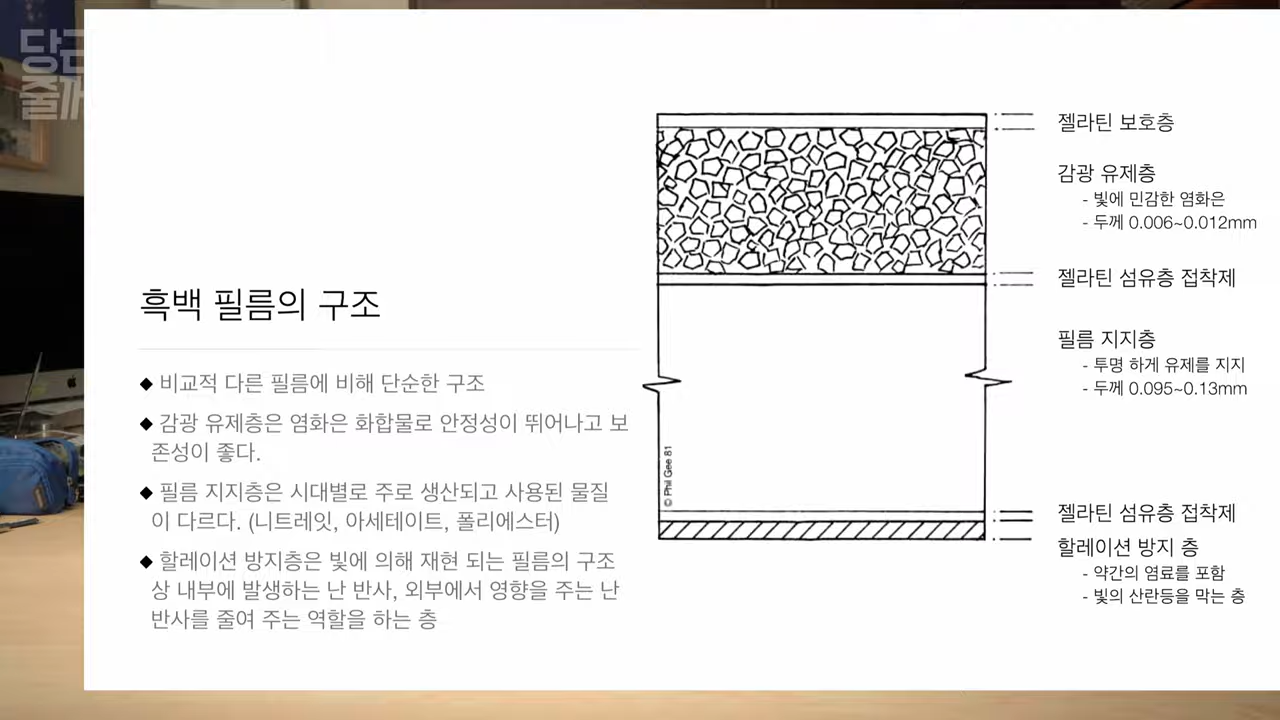 당근
줄께
흑백 필름의 구조
◆ 비교적 다른 필름에 비해 단순한 구조
◆ 감광 유제층은 염화은 화합물로 안정성이 뛰어나고 보
존성이 좋다.
◆ 필름 지지층은 시대별로 주로 생산되고 사용된 물질
이 다르다. (니트레잇, 아세테이트, 폴리에스터)
◆ 할레이션 방지층은 빛에 의해 재현 되는 필름의 구조
상 내부에 발생하는 난 반사, 외부에서 영향을 주는 난
반사를 줄여 주는 역할을 하는 층
© Phil Gee 81
젤라틴 보호층
감광 유제층
- 빛에 민감한 염화은
- 두께 0.006~0.012mm
젤라틴 섬유층 접착제
필름 지지층
- 투명 하게 유제를 지지
- 두께 0.095~0.13mm
젤라틴 섬유층 접착제
할레이션 방지 층
- 약간의 염료를 포함
- 빛의 산란등을 막는 층